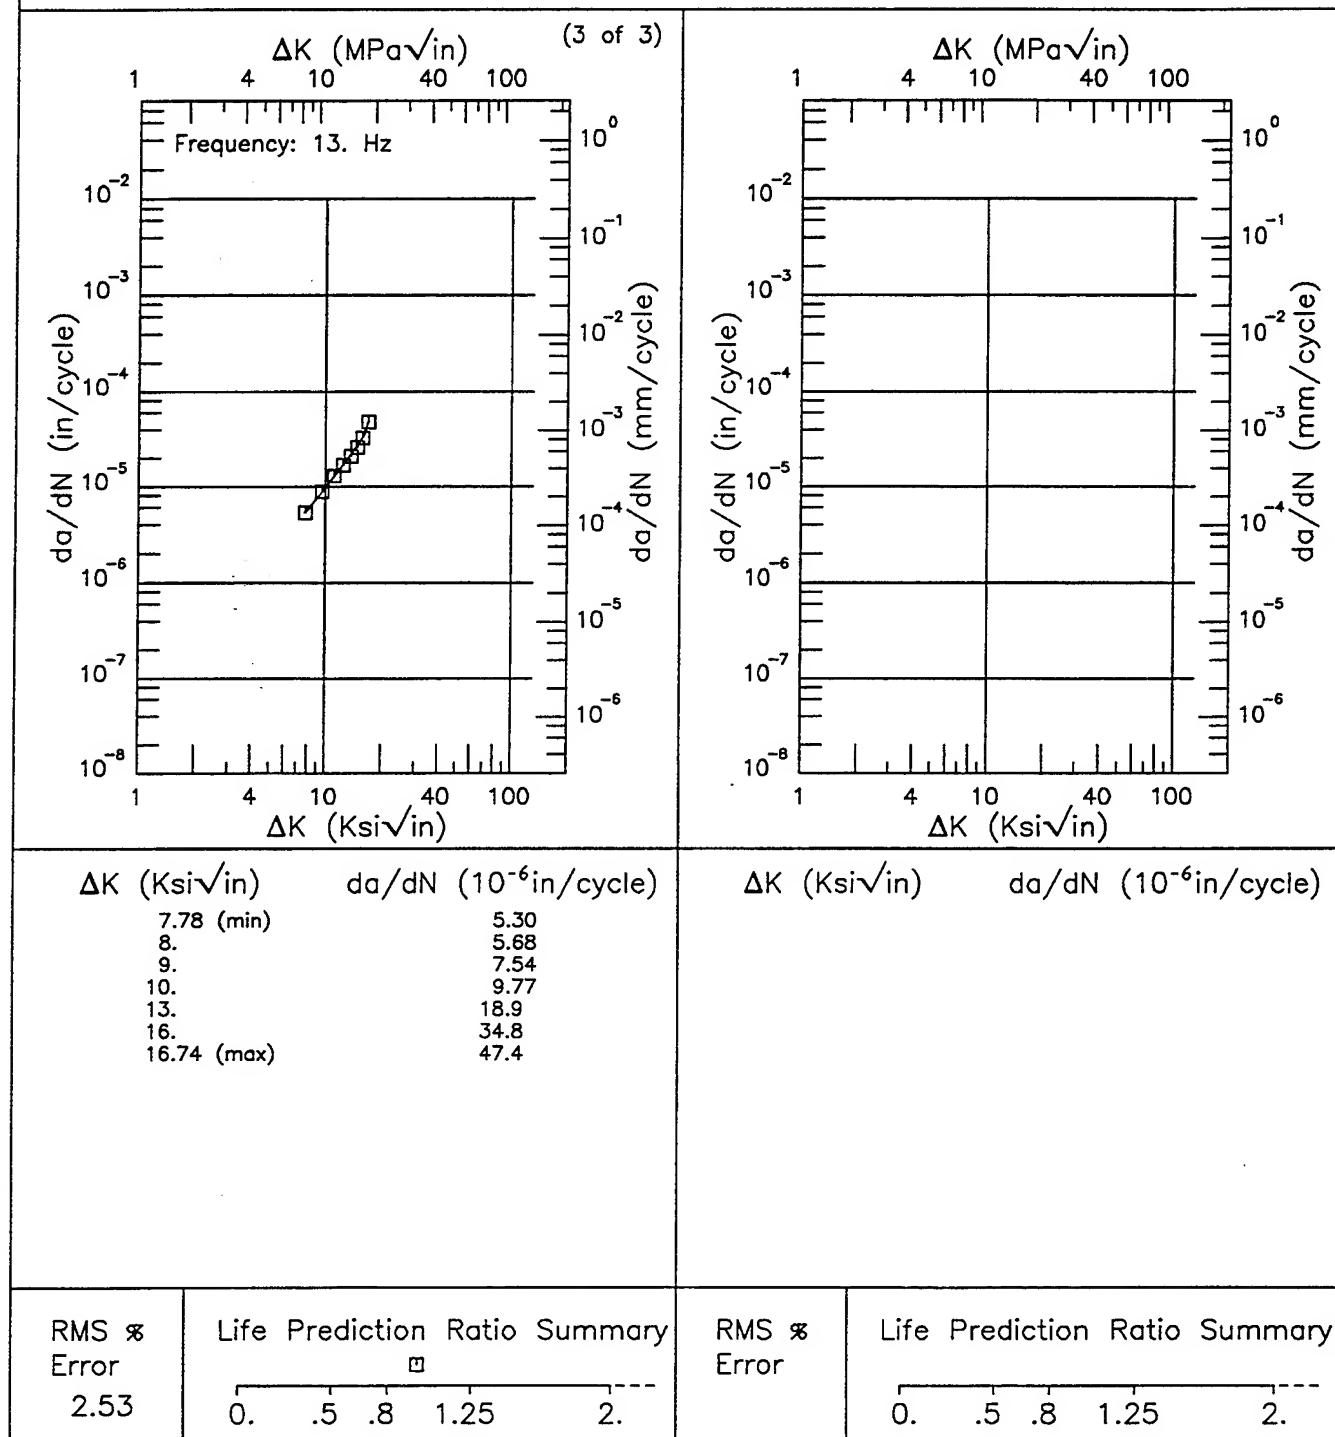 (3 of 3)
ΔK (MPa√in)
1 4 10 40 100
Frequency: 13. Hz
10⁻²
10⁻³
10⁻⁴
10⁻⁵
10⁻⁶
10⁻⁷
10⁻⁸
da/dN (in/cycle)
10⁰
10⁻¹
10⁻²
10⁻³
10⁻⁴
10⁻⁵
10⁻⁶
da/dN (mm/cycle)
1 4 10 40 100
ΔK (Ksi√in)
ΔK (MPa√in)
1 4 10 40 100
10⁻²
10⁻³
10⁻⁴
10⁻⁵
10⁻⁶
10⁻⁷
10⁻⁸
da/dN (in/cycle)
10⁰
10⁻¹
10⁻²
10⁻³
10⁻⁴
10⁻⁵
10⁻⁶
da/dN (mm/cycle)
1 4 10 40 100
ΔK (Ksi√in)
ΔK (Ksi√in) da/dN (10⁻⁶in/cycle)
7.78 (min) 5.30
8. 5.68
9. 7.54
10. 9.77
13. 18.9
16. 34.8
16.74 (max) 47.4
ΔK (Ksi√in) da/dN (10⁻⁶in/cycle)
RMS %
Error
2.53
Life Prediction Ratio Summary
0. .5 .8 1.25 2.
RMS %
Error
Life Prediction Ratio Summary
0. .5 .8 1.25 2.